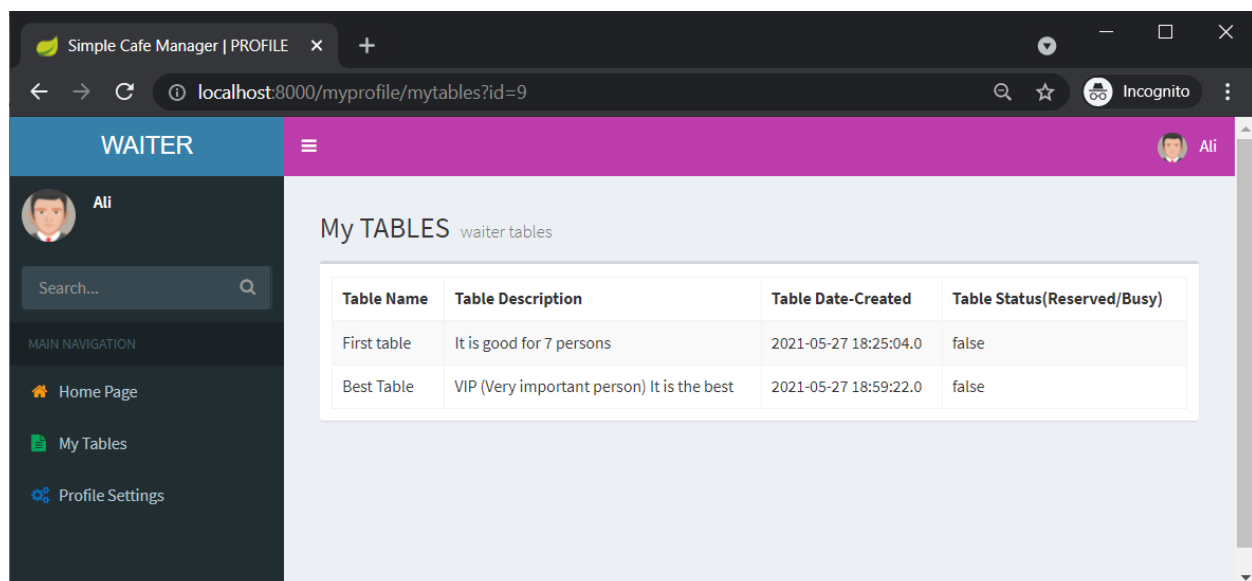 Simple Cafe Manager | PROFILE
localhost:8000/myprofile/mytables?id=9
Incognito
WAITER
Ali
Ali
My TABLES waiter tables
Search...
MAIN NAVIGATION
Home Page
My Tables
Profile Settings
Table Name Table Description Table Date-Created Table Status(Reserved/Busy)
First table It is good for 7 persons 2021-05-27 18:25:04.0 false
Best Table VIP (Very important person) It is the best 2021-05-27 18:59:22.0 false